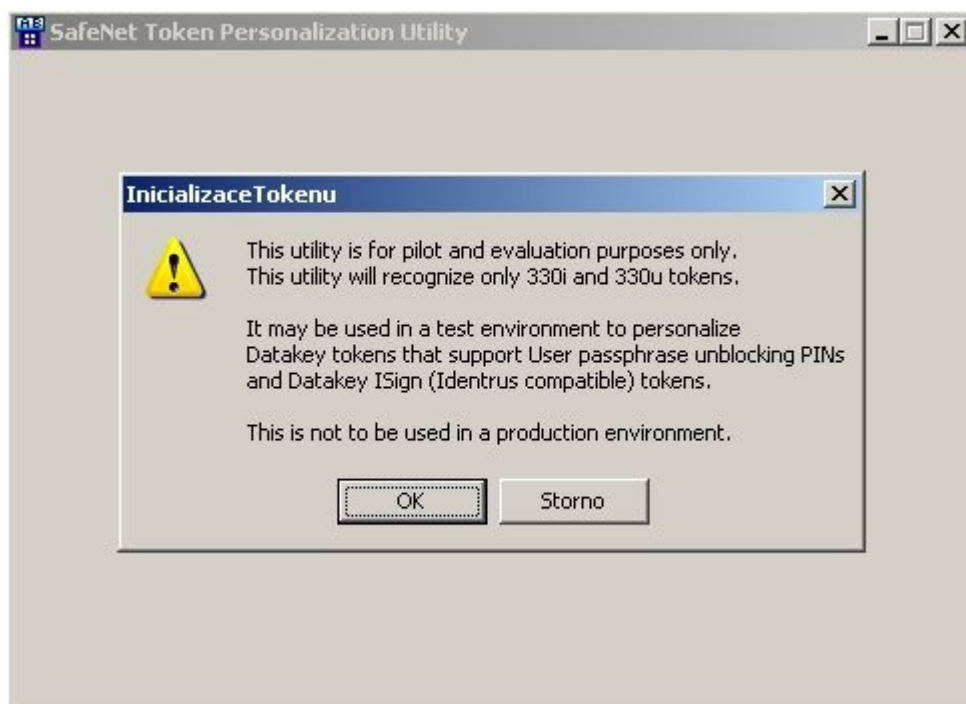 SafeNet Token Personalization Utility
InicializaceTokenu
This utility is for pilot and evaluation purposes only.
This utility will recognize only 330i and 330u tokens.
It may be used in a test environment to personalize
Datakey tokens that support User passphrase unblocking PINs
and Datakey ISign (Identrus compatible) tokens.
This is not to be used in a production environment.
OK
Storno